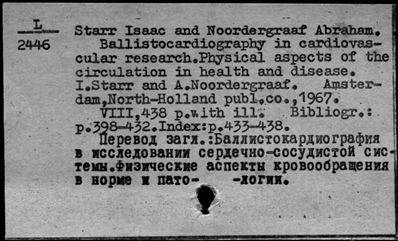 L
2446
Starr Isaac and Noordergraaf Abraham.
Ballistocardiography in cardiovas-
cular research.Physical aspects of the
circulation in health and disease.
I.Starr and A.Noordergraaf. Amster-
dam,North-Holland publ.co.,1967.
VIII,438 p.with ill. Bibliogr.:
p.398-432.Index:p.433-438.
Перевод загл.:Баллистокардиография
в исследовании сердечно-сосудистой сис-
темы.Физические аспекты кровообращения
в норме и пато- -логии.